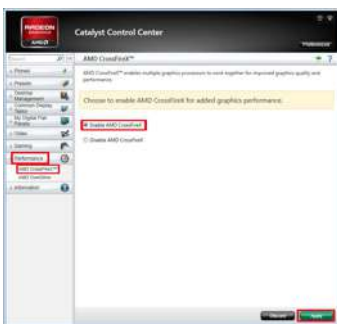 RADEON
GRAPHICS
AMD
Catalyst Control Center
Preferences
Search
AMD CrossFireX™
AMD CrossFireX™ enables multiple graphics processors to work together for improved graphics quality and performance.
Choose to enable AMD CrossFireX for added graphics performance:
Enable AMD CrossFireX
Disable AMD CrossFireX
Pinned
Presets
Desktop Management
Common Display Tasks
My Digital Flat-Panels
Video
Gaming
Performance
AMD CrossFireX™
AMD OverDrive
Information
Discard
Apply